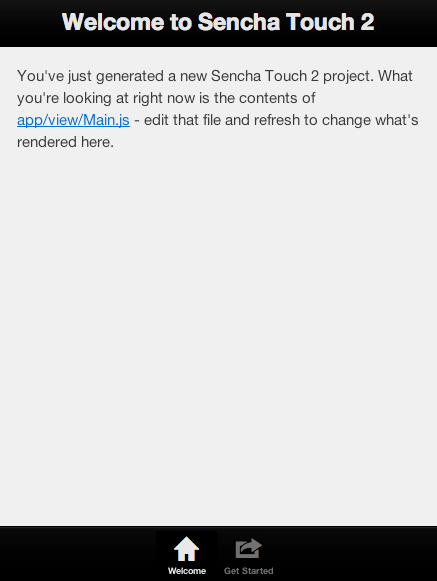 Welcome to Sencha Touch 2
You've just generated a new Sencha Touch 2 project. What
you're looking at right now is the contents of
app/view/Main.js - edit that file and refresh to change what's
rendered here.
Welcome
Get Started